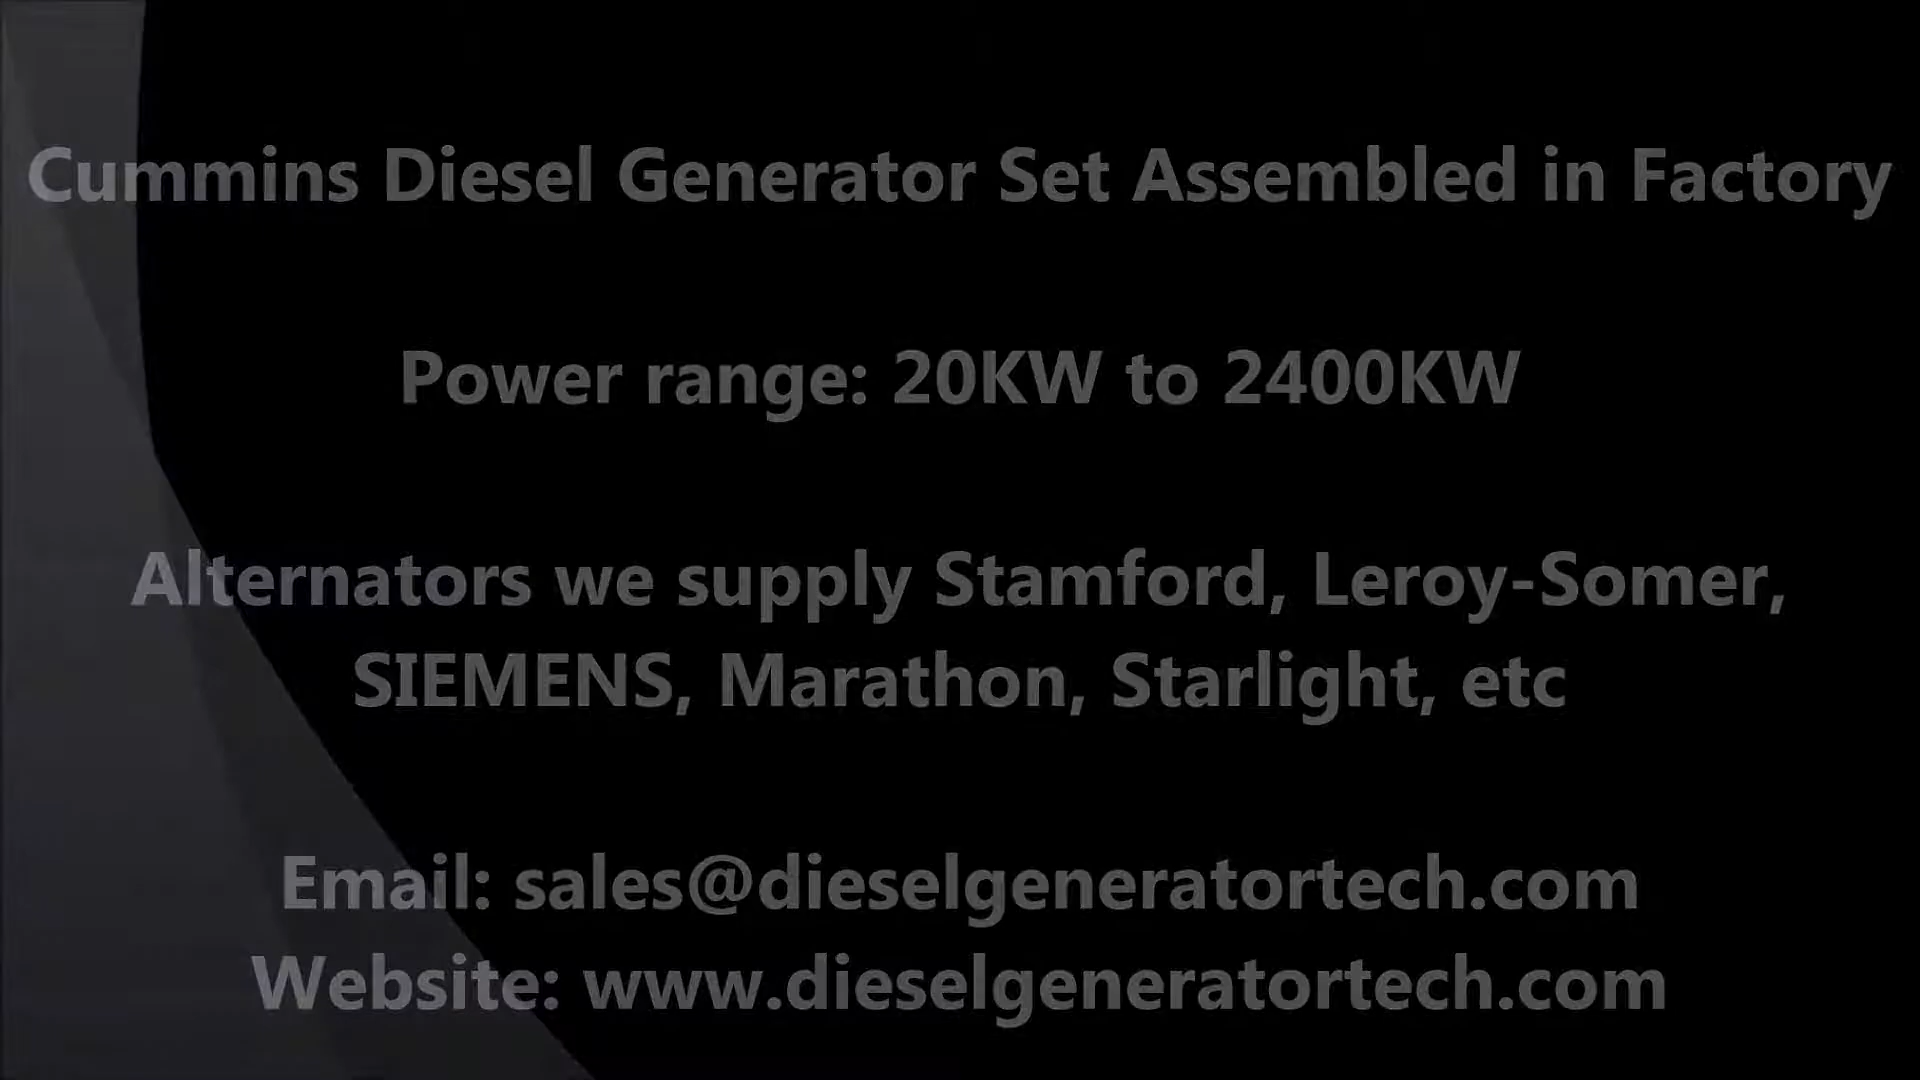 Cummins Diesel Generator Set Assembled in Factory
Power range: 20KW to 2400KW
Alternators we supply Stamford, Leroy-Somer,
SIEMENS, Marathon, Starlight, etc
Email: sales@dieselgeneratortech.com
Website: www.dieselgeneratortech.com